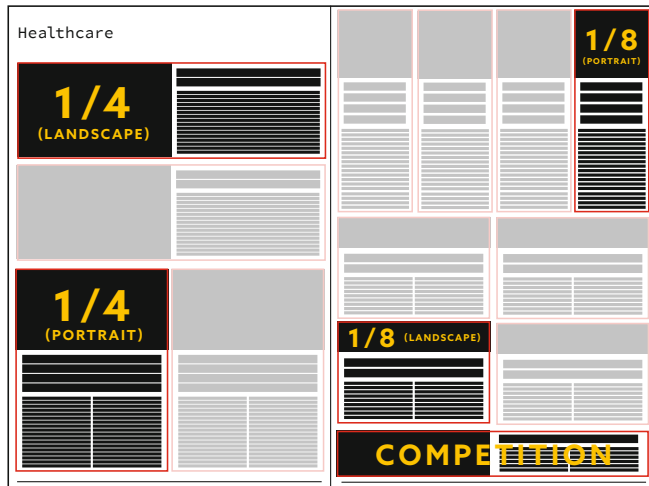 Healthcare
1/4
(LANDSCAPE)
1/4
(PORTRAIT)
1/8
(PORTRAIT)
1/8 (LANDSCAPE)
COMPETITION